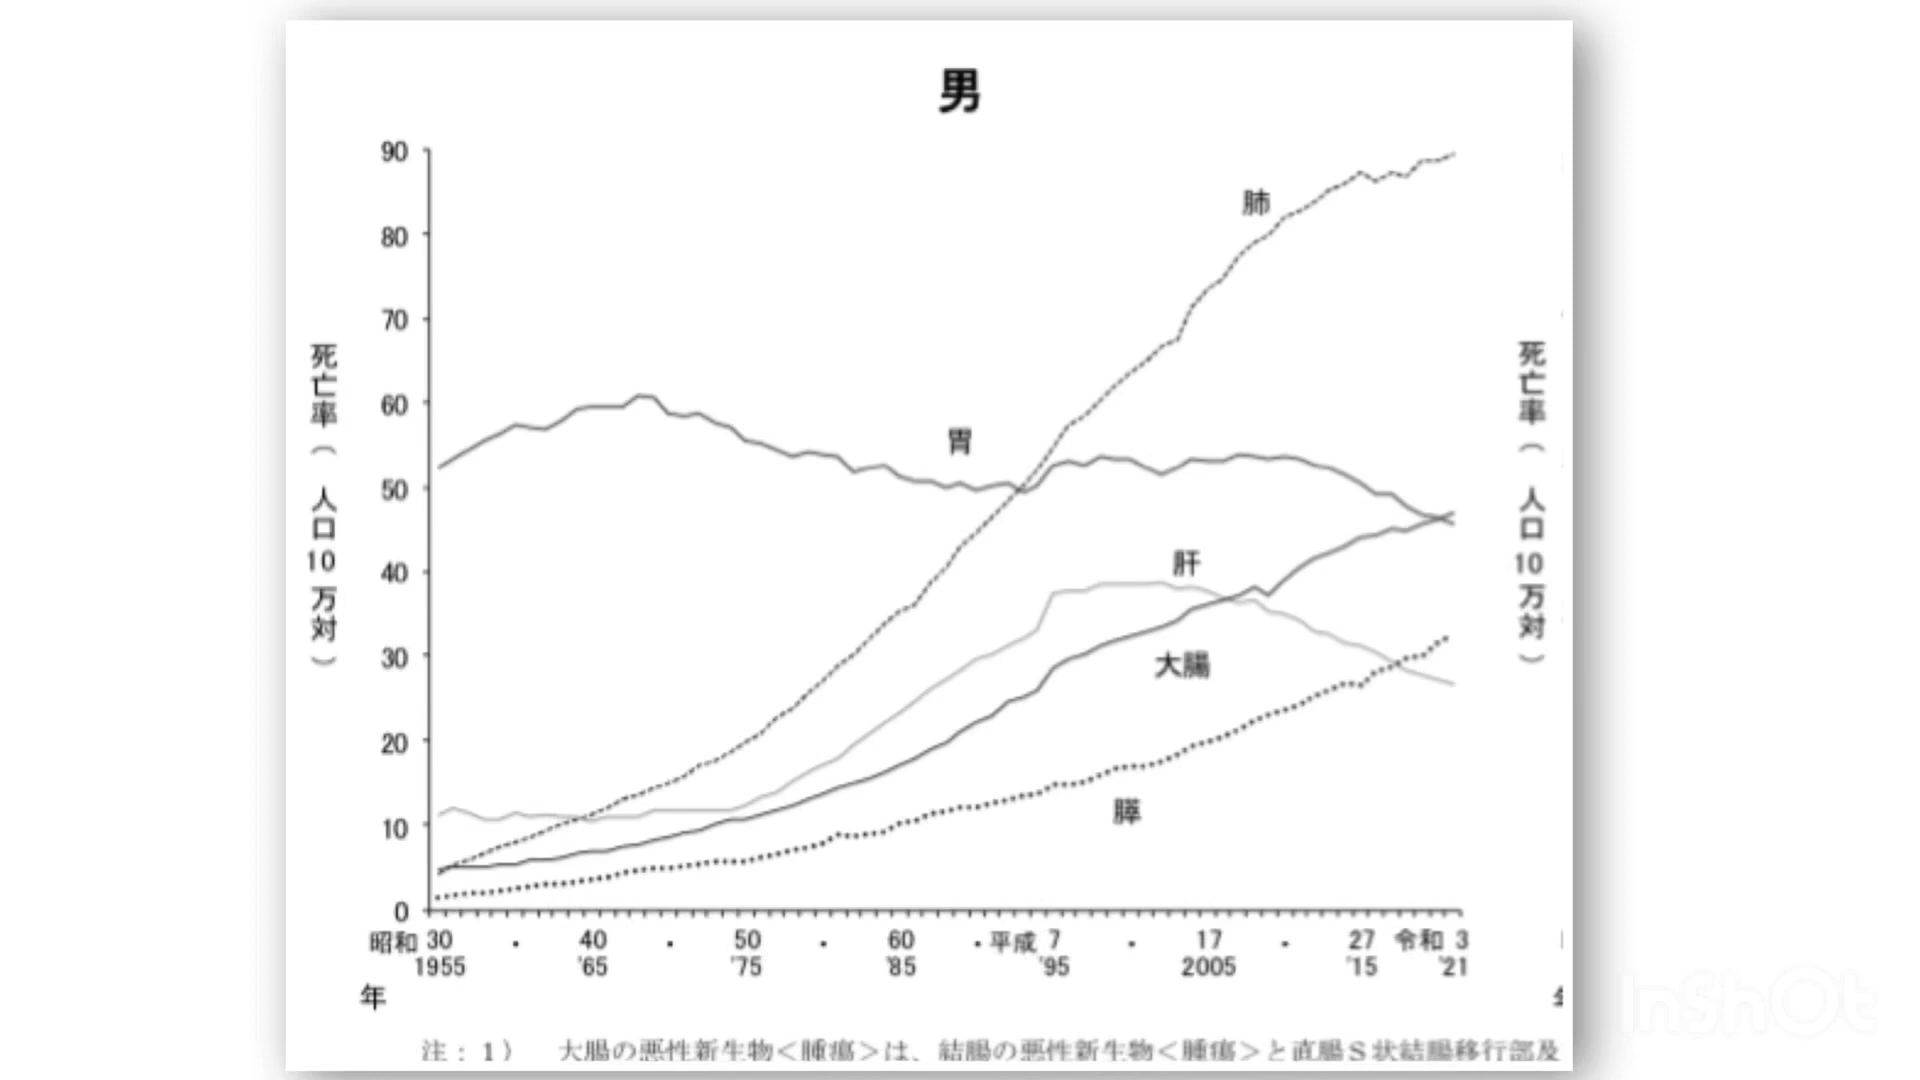 男
90
80
70
60
50
40
30
20
10
0
死亡率（人口10万対）
肺
胃
肝
大腸
膵
死亡率（人口10万対）
昭和30 ・ 40 ・ 50 ・ 60 ・平成7 ・ 17 ・ 27 令和3
1955 '65 '75 '85 '95 2005 '15 '21
年
注：1） 大腸の悪性新生物＜腫瘍＞は、結腸の悪性新生物＜腫瘍＞と直腸Ｓ状結腸移行部及
InShOt